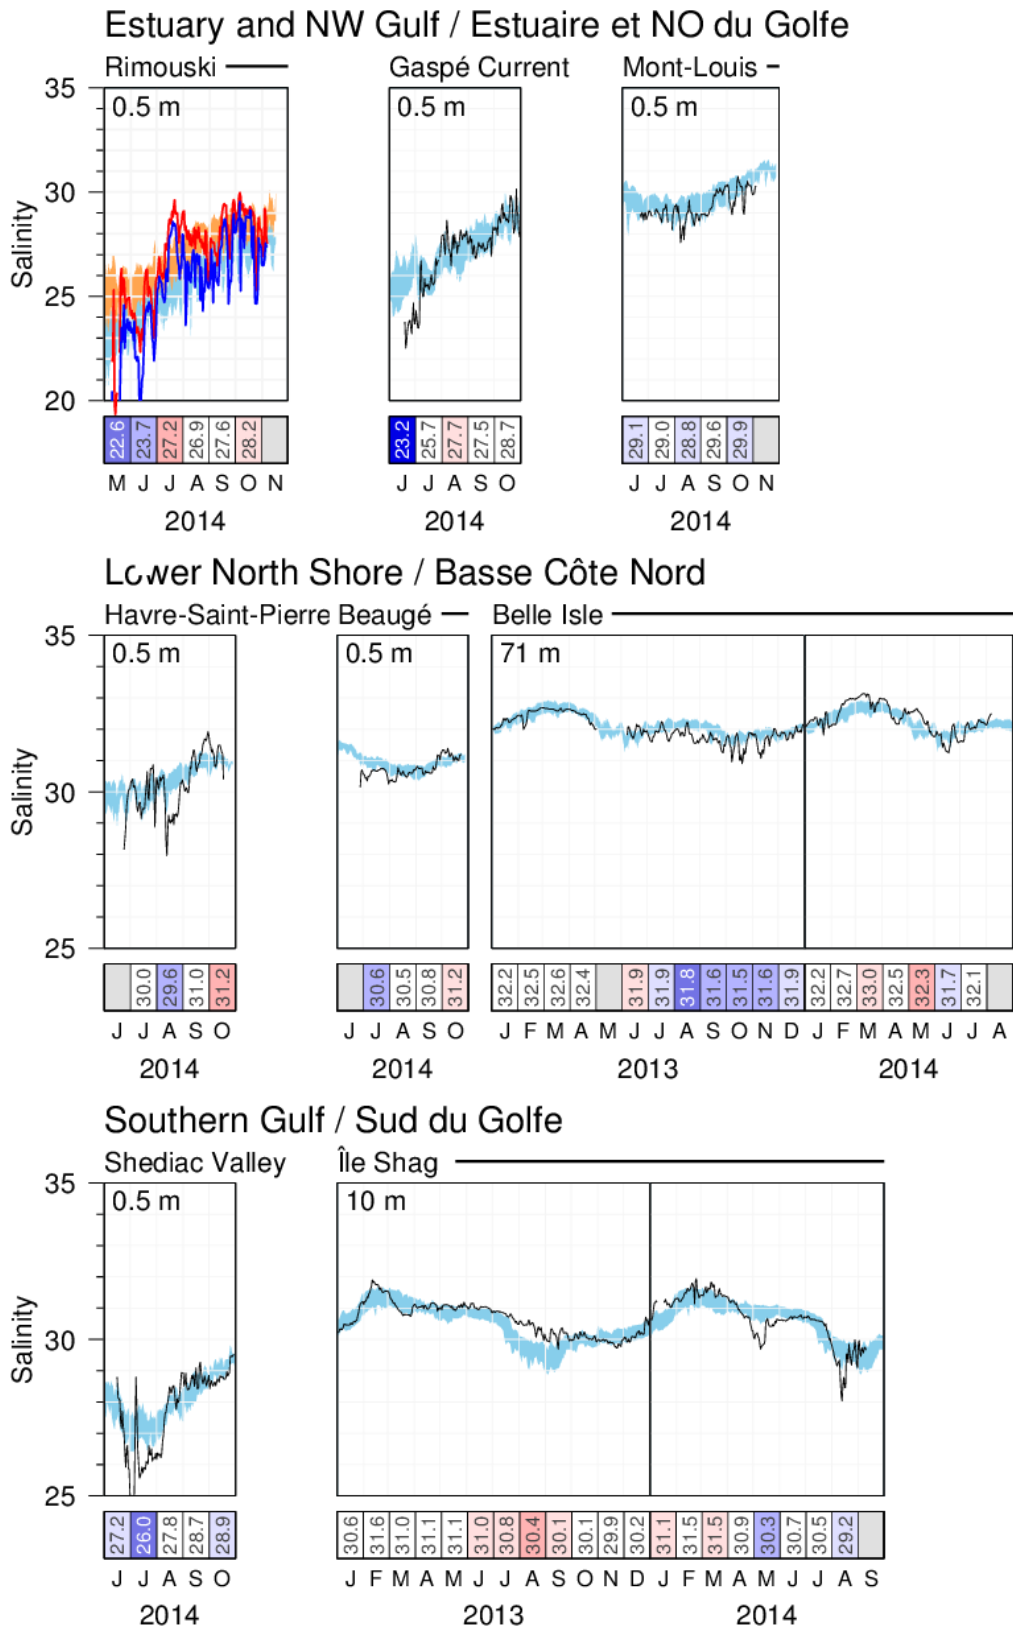 Estuary and NW Gulf / Estuaire et NO du Golfe
Rimouski Gaspé Current Mont-Louis
35 0.5 m 0.5 m 0.5 m
30
Salinity
25
20
22.6 23.7 27.2 26.9 27.6 28.2 23.2 25.7 27.7 27.5 28.7 29.1 29.0 28.8 29.6 29.9
M J J A S O N J J A S O J J A S O N
2014 2014 2014
Lower North Shore / Basse Côte Nord
Havre-Saint-Pierre Beaugé Belle Isle
35 0.5 m 0.5 m 71 m
Salinity
30
25
30.0 29.6 31.0 31.2 30.6 30.5 30.8 31.2 32.2 32.5 32.6 32.4 31.9 31.9 31.8 31.6 31.5 31.6 31.9 32.2 32.7 33.0 32.5 32.3 31.7 32.1
J J A S O J J A S O J F M A M J J A S O N D J F M A M J J A
2014 2014 2013 2014
Southern Gulf / Sud du Golfe
Shediac Valley Île Shag
35 0.5 m 10 m
Salinity
30
25
27.2 26.0 27.8 28.7 28.9 30.6 31.6 31.0 31.1 31.1 31.0 30.8 30.4 30.1 30.1 29.9 30.2 31.1 31.5 31.5 30.9 30.3 30.7 30.5 29.2
J J A S O J F M A M J J A S O N D J F M A M J J A S
2014 2013 2014